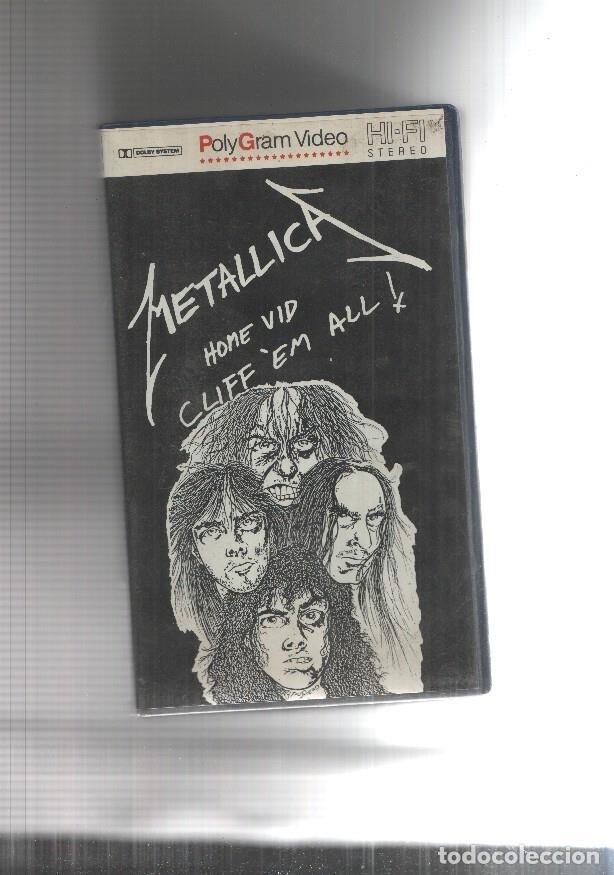 DOLBY SYSTEM
PolyGram Video
HI-FI
STEREO
METALLICA
HOME VID
CLIFF 'EM ALL!
todocoleccion